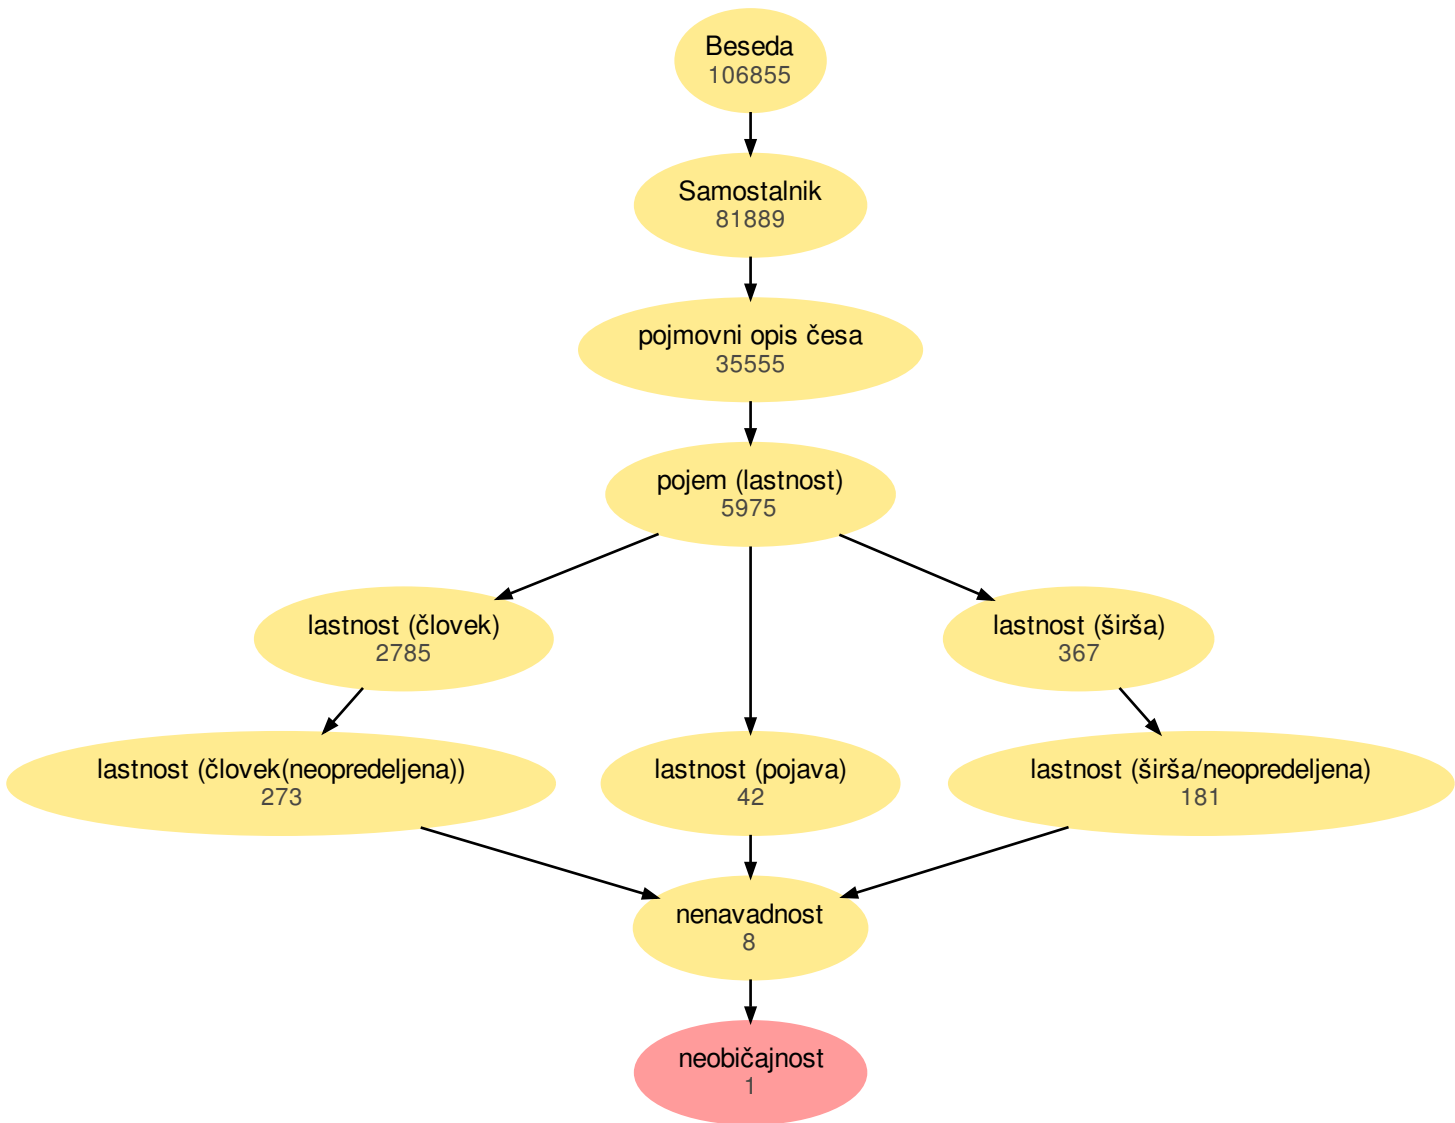 Beseda
106855
Samostalnik
81889
pojmovni opis česa
35555
pojem (lastnost)
5975
lastnost (človek)
2785
lastnost (širša)
367
lastnost (človek(neopredeljena))
273
lastnost (pojava)
42
lastnost (širša/neopredeljena)
181
nenavadnost
8
neobičajnost
1